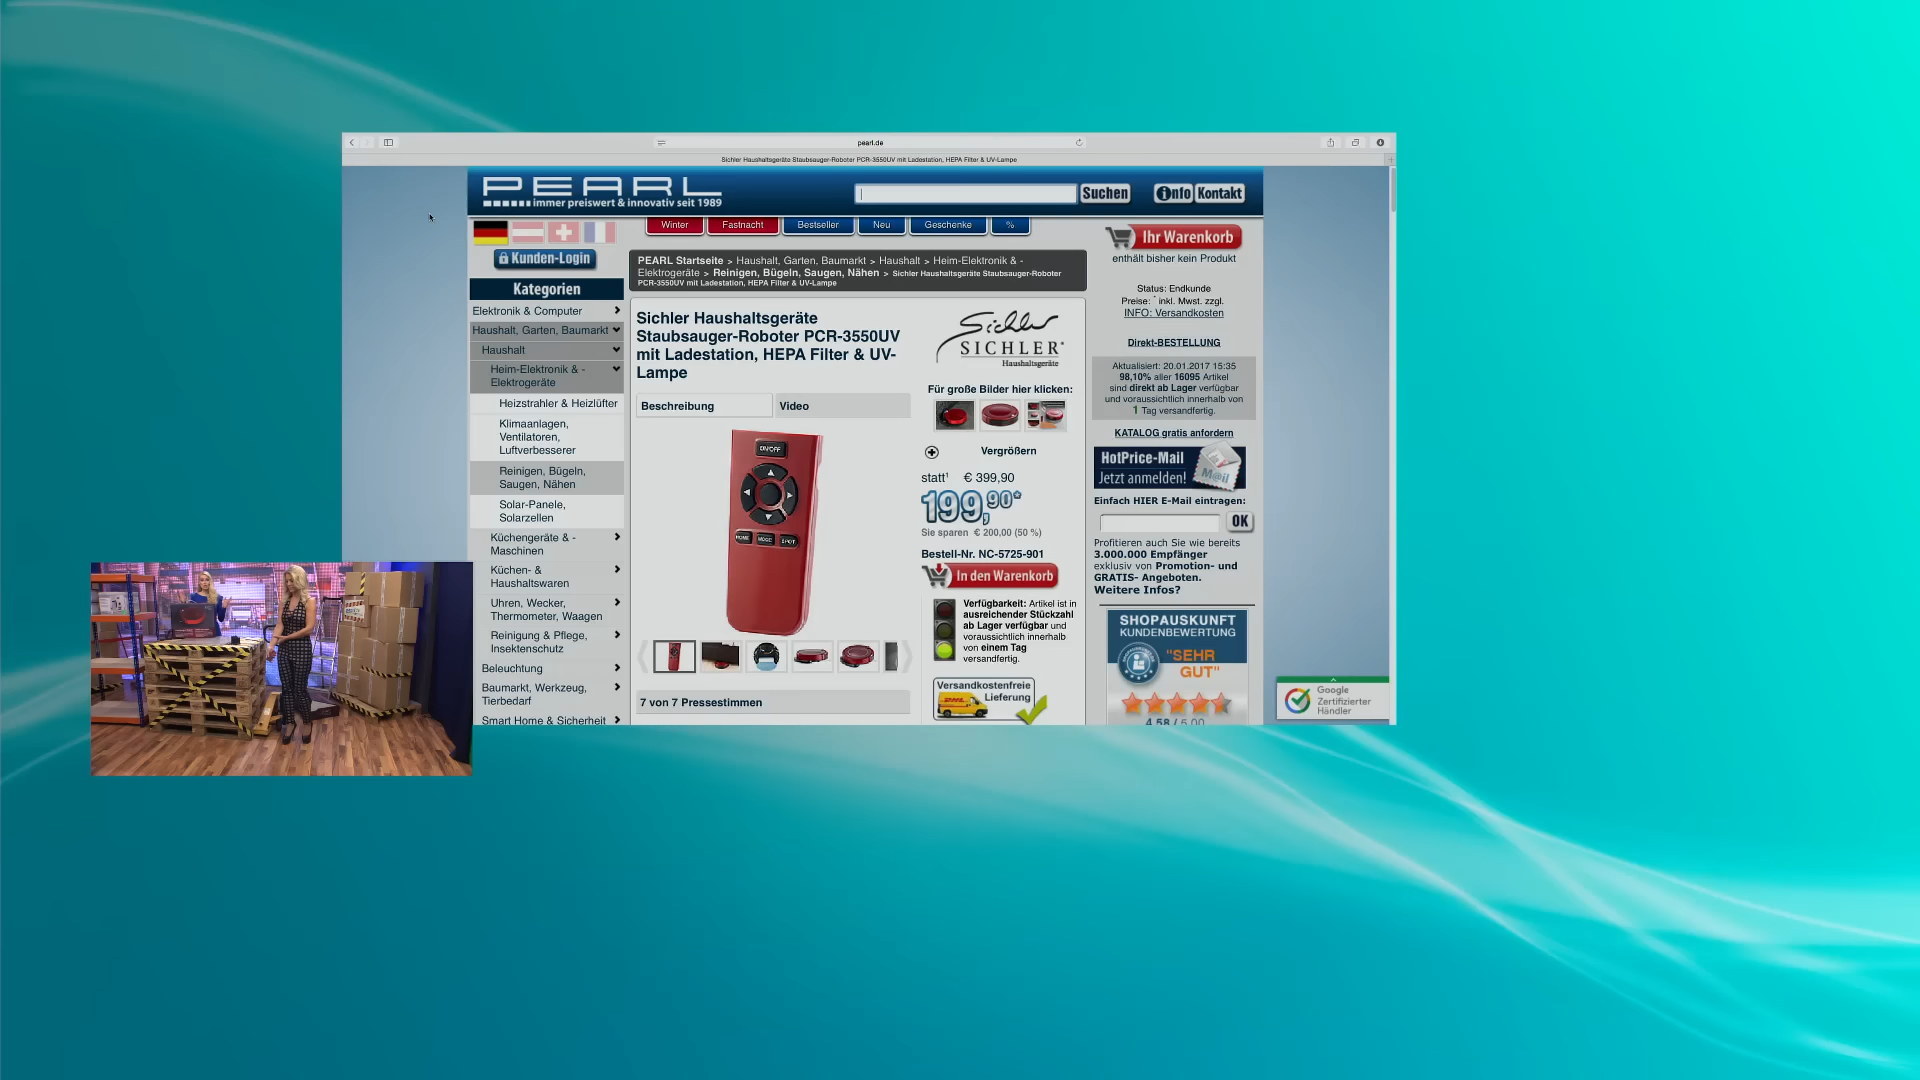 pearl.de
Sichler Haushaltsgeräte Staubsauger-Roboter PCR-3550UV mit Ladestation, HEPA Filter & UV-Lampe
PEARL
immer preiswert & innovativ seit 1989
Suchen
Info
Kontakt
Winter
Fastnacht
Bestseller
Neu
Geschenke
%
Kunden-Login
Kategorien
Elektronik & Computer
Haushalt, Garten, Baumarkt
Haushalt
Heim-Elektronik & -
Elektrogeräte
Heizstrahler & Heizlüfter
Klimaanlagen,
Ventilatoren,
Luftverbesserer
Reinigen, Bügeln,
Saugen, Nähen
Solar-Panele,
Solarzellen
Küchengeräte & -
Maschinen
Küchen- &
Haushaltswaren
Uhren, Wecker,
Thermometer, Waagen
Reinigung & Pflege,
Insektenschutz
Beleuchtung
Baumarkt, Werkzeug,
Tierbedarf
Smart Home & Sicherheit
PEARL Startseite > Haushalt, Garten, Baumarkt > Haushalt > Heim-Elektronik & -
Elektrogeräte > Reinigen, Bügeln, Saugen, Nähen > Sichler Haushaltsgeräte Staubsauger-Roboter
PCR-3550UV mit Ladestation, HEPA Filter & UV-Lampe
Sichler Haushaltsgeräte
Staubsauger-Roboter PCR-3550UV
mit Ladestation, HEPA Filter & UV-
Lampe
Beschreibung
Video
ON/OFF
HOME
MODE
SPOT
7 von 7 Pressestimmen
Sichler
SICHLER®
Haushaltsgeräte
Für große Bilder hier klicken:
Vergrößern
statt¹ € 399,90
199,90*
Sie sparen € 200,00 (50 %)
Bestell-Nr. NC-5725-901
In den Warenkorb
Verfügbarkeit: Artikel ist in
ausreichender Stückzahl
ab Lager verfügbar und
voraussichtlich innerhalb
von einem Tag
versandfertig.
Versandkostenfreie
Lieferung
Ihr Warenkorb
enthält bisher kein Produkt
Status: Endkunde
Preise: * inkl. Mwst. zzgl.
INFO: Versandkosten
Direkt-BESTELLUNG
Aktualisiert: 20.01.2017 15:35
98,10% aller 16095 Artikel
sind direkt ab Lager verfügbar
und voraussichtlich innerhalb von
1 Tag versandfertig.
KATALOG gratis anfordern
HotPrice-Mail
Jetzt anmelden!
M@il
Einfach HIER E-Mail eintragen:
OK
Profitieren auch Sie wie bereits
3.000.000 Empfänger
exklusiv von Promotion- und
GRATIS- Angeboten.
Weitere Infos?
SHOPAUSKUNFT
KUNDENBEWERTUNG
"SEHR
GUT"
4.58 / 5.00
Google
Zertifizierter
Händler